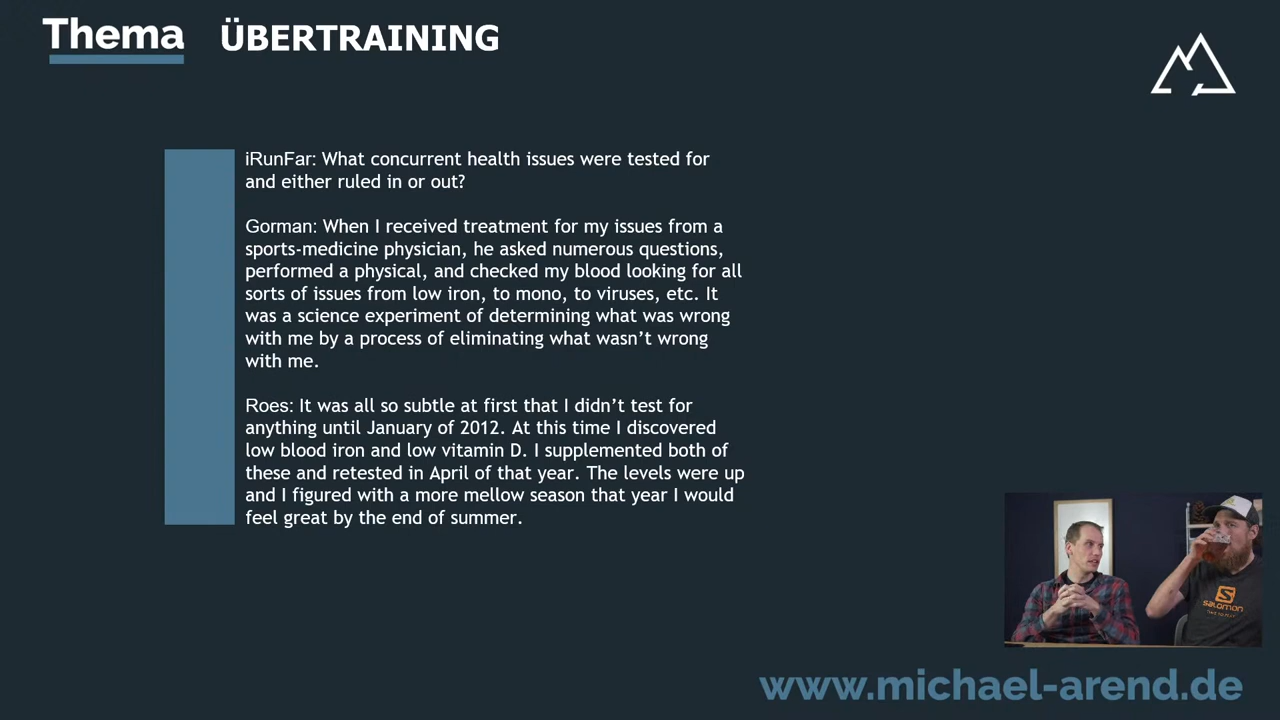 Thema ÜBERTRAINING
iRunFar: What concurrent health issues were tested for
and either ruled in or out?
Gorman: When I received treatment for my issues from a
sports-medicine physician, he asked numerous questions,
performed a physical, and checked my blood looking for all
sorts of issues from low iron, to mono, to viruses, etc. It
was a science experiment of determining what was wrong
with me by a process of eliminating what wasn’t wrong
with me.
Roes: It was all so subtle at first that I didn’t test for
anything until January of 2012. At this time I discovered
low blood iron and low vitamin D. I supplemented both of
these and retested in April of that year. The levels were up
and I figured with a more mellow season that year I would
feel great by the end of summer.
SALOMON
TIME TO PLAY
www.michael-arend.de